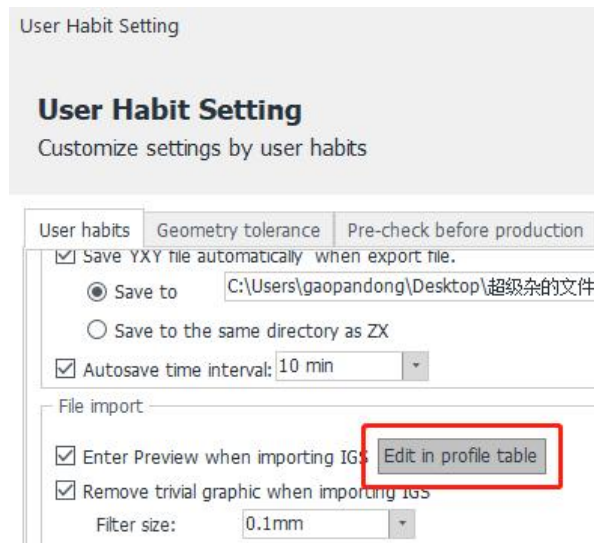 User Habit Setting
User Habit Setting
Customize settings by user habits
User habits Geometry tolerance Pre-check before production
Save YXY file automatically when export file.
Save to C:\Users\gaopandong\Desktop\超级杂的文件
Save to the same directory as ZX
Autosave time interval: 10 min
File import
Enter Preview when importing IGS Edit in profile table
Remove trivial graphic when importing IGS
Filter size: 0.1mm